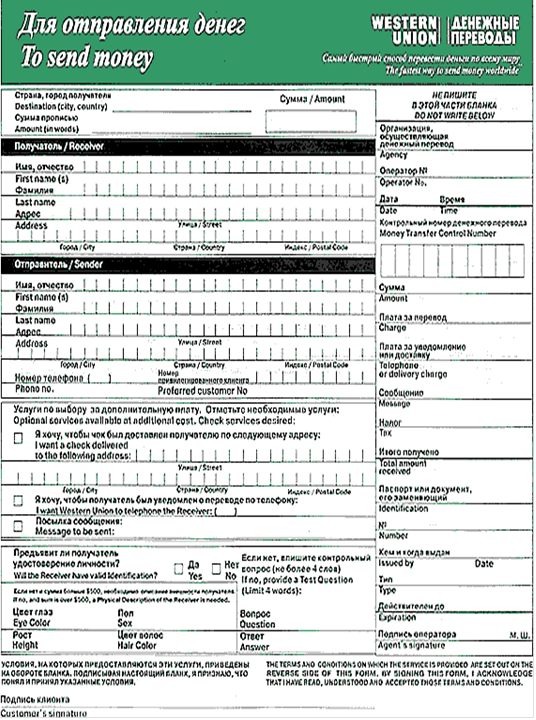 Для отправления денег
To send money
WESTERN UNION | ДЕНЕЖНЫЕ ПЕРЕВОДЫ
Самый быстрый способ перевести деньги по всему миру
The fastest way to send money worldwide
Страна, город получателя
Destination (city, country)
Сумма прописью
Amount (in words)
Сумма / Amount
Получатель / Receiver
Имя, отчество
First name (s)
Фамилия
Last name
Адрес
Address
Улица / Street
Город / City Страна / Country Индекс / Postal Code
Отправитель / Sender
Имя, отчество
First name (s)
Фамилия
Last name
Адрес
Address
Улица / Street
Город / City Страна / Country Индекс / Postal Code
Номер телефона ( )
Phone no.
Номер привилегированного клиента
Preferred customer No
Услуги по выбору за дополнительную плату. Отметьте необходимые услуги:
Optional services available at additional cost. Check services desired:
Я хочу, чтобы чек был доставлен получателю по следующему адресу:
I want a check delivered
to the following address:
Улица / Street
Город / City Страна / Country Индекс / Postal Code
Я хочу, чтобы получатель был уведомлен о переводе по телефону:
I want Western Union to telephone the Receiver: ( )
Посылка сообщения:
Message to be sent:
Предъявит ли получатель
удостоверение личности?
Will the Receiver have valid Identification?
Да Нет
Yes No
Если нет, впишите контрольный
вопрос (не более 4 слов)
If no, provide a Test Question
(Limit 4 words):
Если нет и сумма больше $500, необходимо описание внешности получателя
If no, and sum is over $500, a Physical Description of the Receiver is needed.
Цвет глаз Пол
Eye Color Sex
Рост Цвет волос
Height Hair Color
Вопрос
Question
Ответ
Answer
НЕ ПИШИТЕ
В ЭТОЙ ЧАСТИ БЛАНКА
DO NOT WRITE BELOW
Организация,
осуществляющая
денежный перевод
Agency
Оператор №
Operator No.
Дата Время
Date Time
Контрольный номер денежного перевода
Money Transfer Control Number
Сумма
Amount
Плата за перевод
Charge
Плата за уведомление
или доставку
Telephone
or delivery charge
Сообщение
Message
Налог
Tax
Итого получено
Total amount
received
Паспорт или документ,
его заменяющий
Identification
№
Number
Кем и когда выдан
Issued by Date
Тип
Type
Действителен до
Expiration
Подпись оператора М. Ш.
Agent's signature
УСЛОВИЯ, НА КОТОРЫХ ПРЕДОСТАВЛЯЮТСЯ ЭТИ УСЛУГИ, ПРИВЕДЕНЫ
НА ОБОРОТЕ БЛАНКА. ПОДПИСЫВАЯ НАСТОЯЩИЙ БЛАНК, Я ПРИЗНАЮ, ЧТО
ПОНЯЛ И ПРИНЯЛ УКАЗАННЫЕ УСЛОВИЯ.
THE TERMS AND CONDITIONS ON WHICH THE SERVICE IS PROVIDED ARE SET OUT ON THE
REVERSE SIDE OF THIS FORM. BY SIGNING THIS FORM, I ACKNOWLEDGE
THAT I HAVE READ, UNDERSTOOD AND ACCEPTED THOSE TERMS AND CONDITIONS.
Подпись клиента
Customer's signature